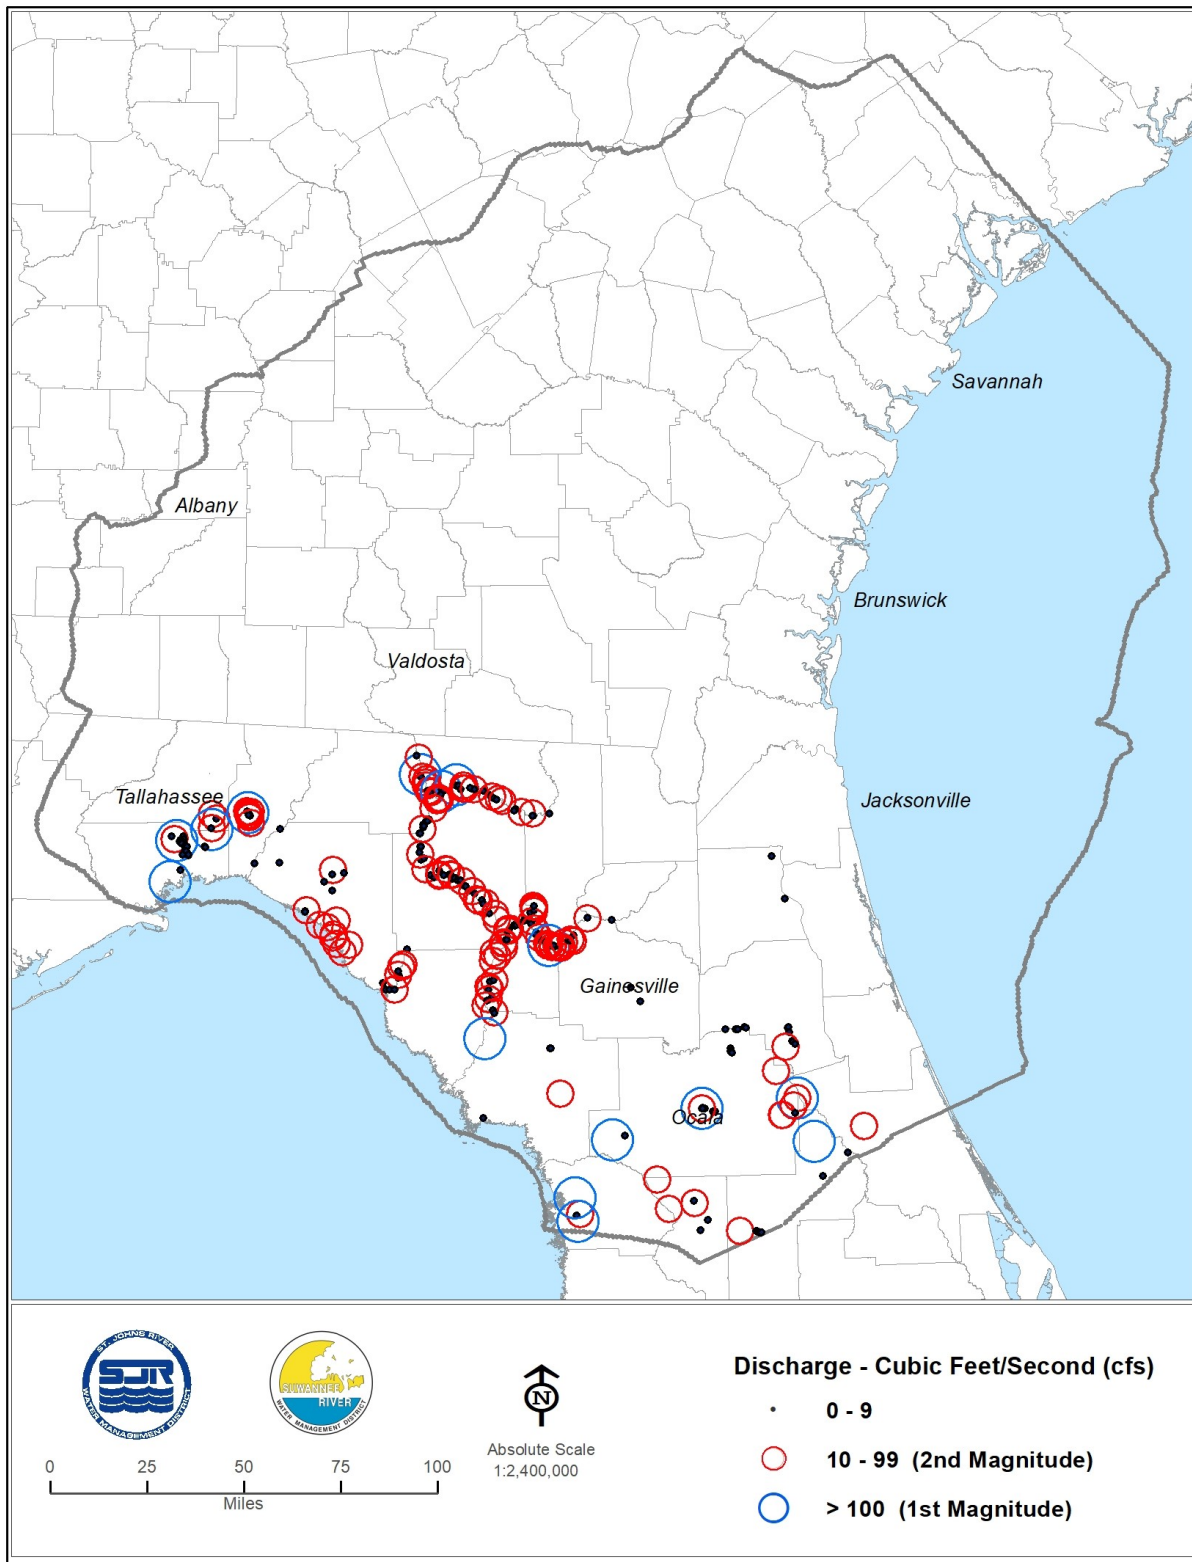 Savannah
Albany
Brunswick
Valdosta
Tallahassee
Jacksonville
Gainesville
Ocala
ST. JOHNS RIVER
SJR
WATER MANAGEMENT DISTRICT
SUWANNEE
RIVER
WATER MANAGEMENT DISTRICT
N
Absolute Scale
1:2,400,000
0 25 50 75 100
Miles
Discharge - Cubic Feet/Second (cfs)
0 - 9
10 - 99 (2nd Magnitude)
> 100 (1st Magnitude)